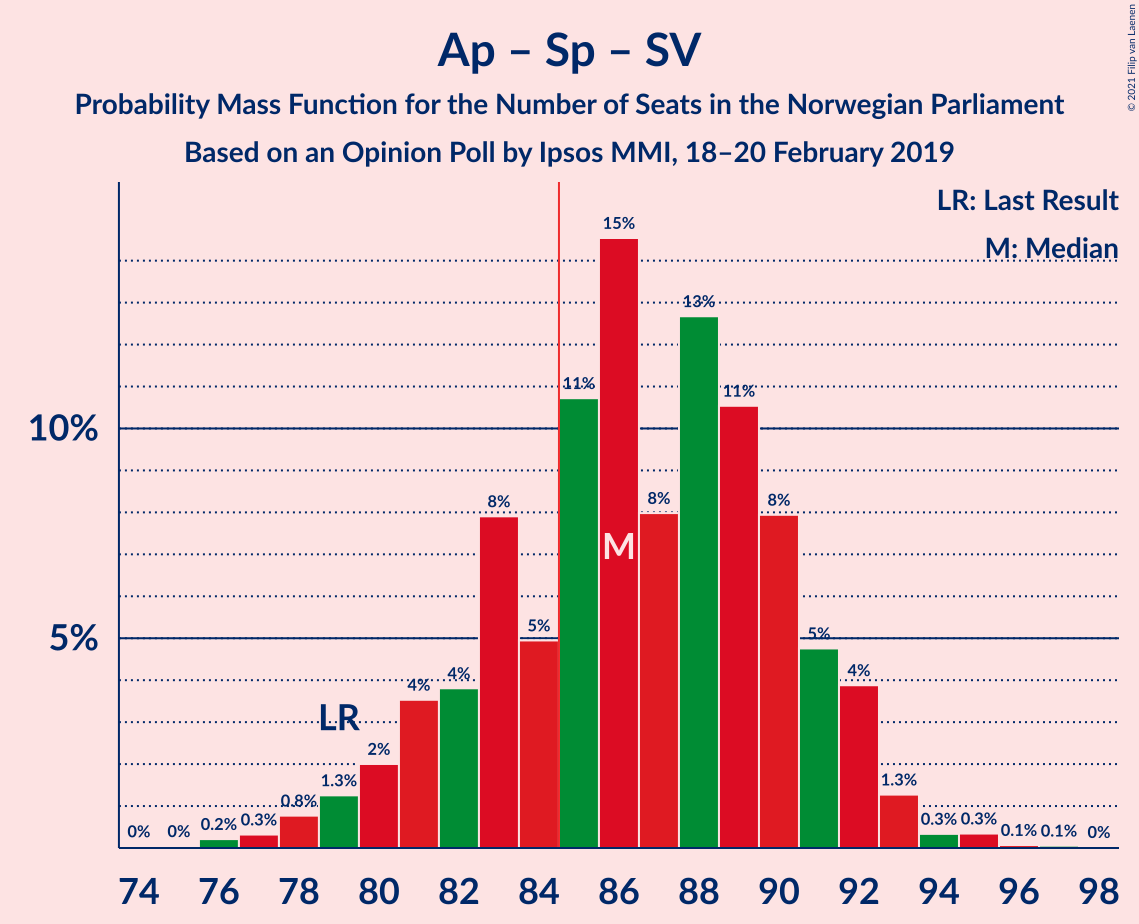 Ap – Sp – SV
Probability Mass Function for the Number of Seats in the Norwegian Parliament
Based on an Opinion Poll by Ipsos MMI, 18–20 February 2019
© 2021 Filip van Laenen
LR: Last Result
M: Median
10%
5%
0% 0% 0.2% 0.3% 0.8% 1.3% 2% 4% 4% 8% 5% 11% 15% 8% 13% 11% 8% 5% 4% 1.3% 0.3% 0.3% 0.1% 0.1% 0%
LR
M
74 76 78 80 82 84 86 88 90 92 94 96 98